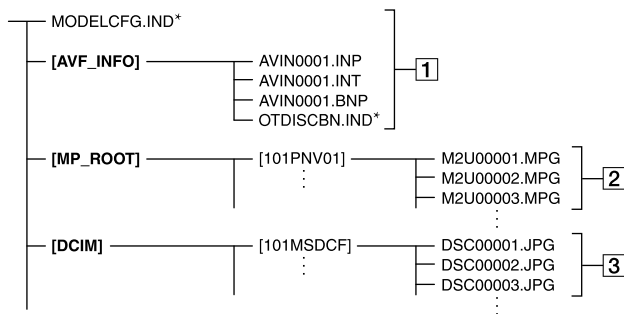 MODELCFG.IND*
[AVF_INFO] AVIN0001.INP
AVIN0001.INT
1
AVIN0001.BNP
OTDISCBN.IND*
[MP_ROOT] [101PNV01] M2U00001.MPG
M2U00002.MPG
2
M2U00003.MPG
[DCIM] [101MSDCF] DSC00001.JPG
DSC00002.JPG
3
DSC00003.JPG